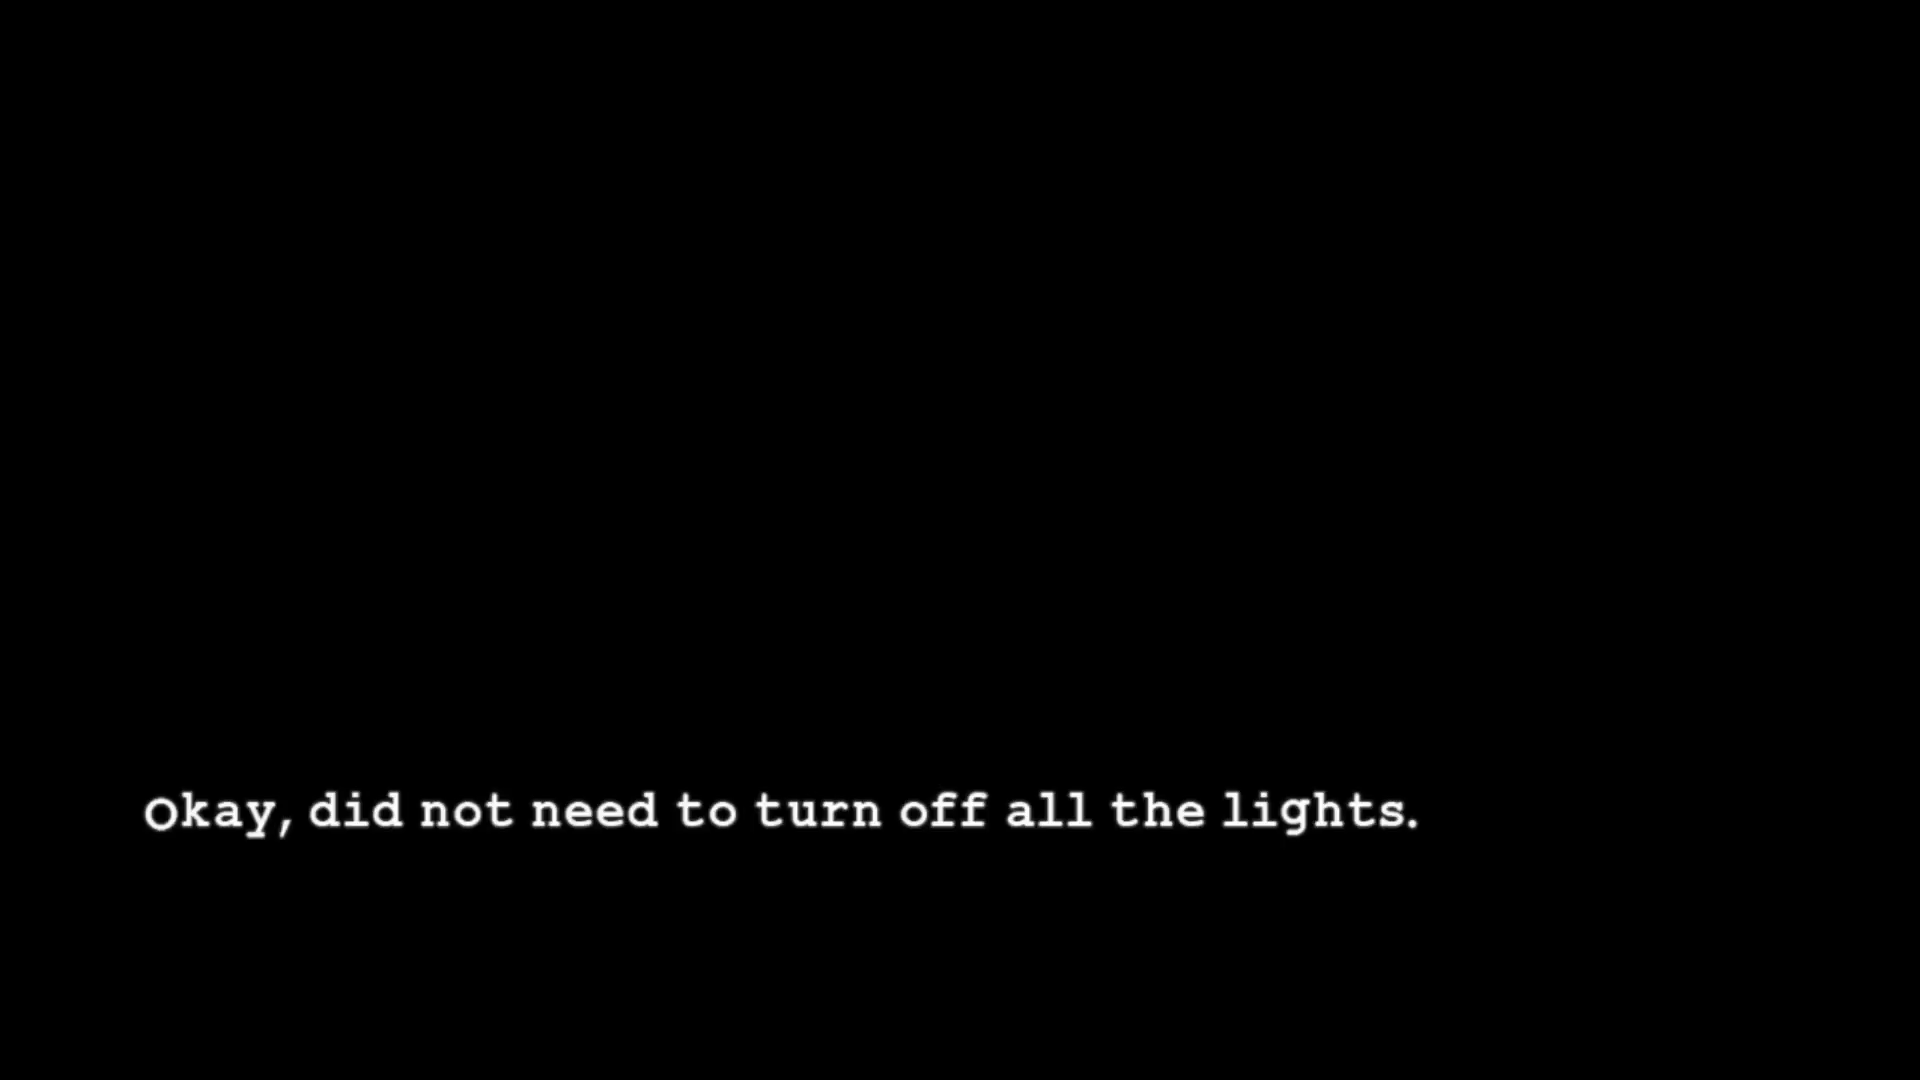 Okay, did not need to turn off all the lights.